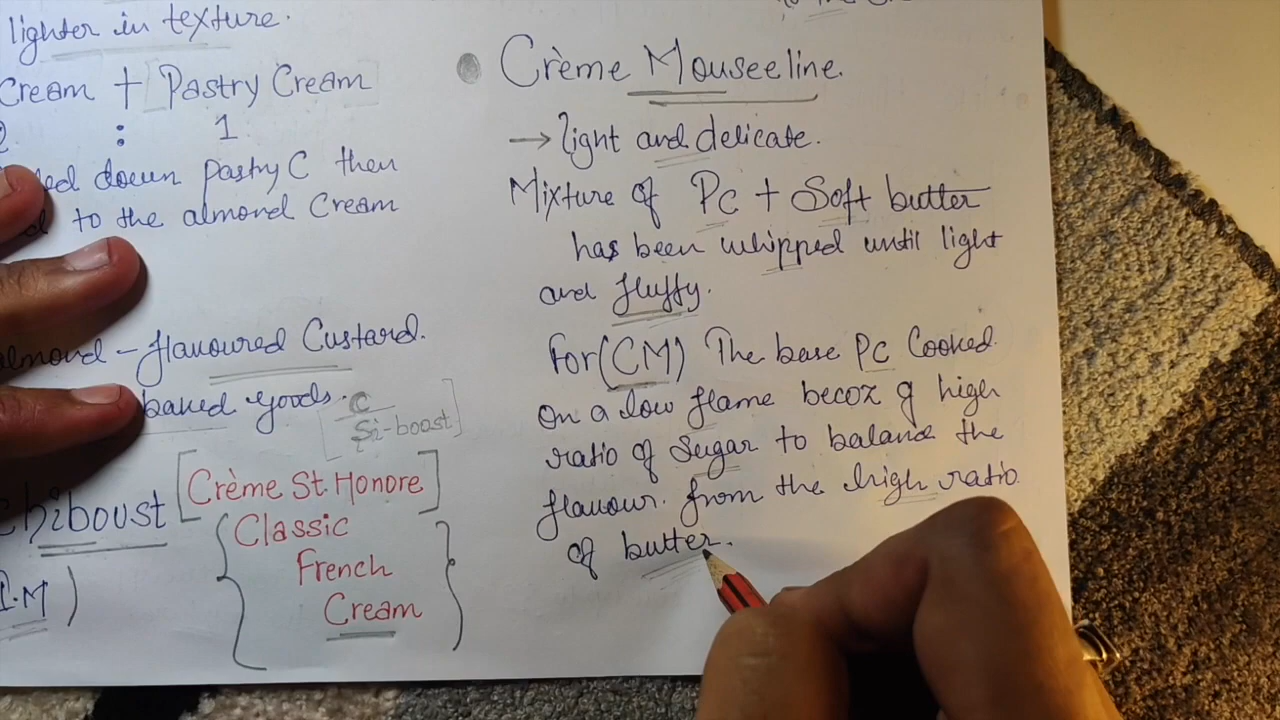 lighter in texture.
Cream + Pastry Cream
2 : 1
down pastry C then
to the almond Cream
almond-flavoured Custard.
baked goods.
C
Si-boost
Chiboust [Crème St. Honore]
Classic
French
Cream
I.M)
Crème Mouseeline.
→ light and delicate.
Mixture of PC + Soft butter
has been whipped until light
and fluffy.
For (CM) The base PC Cooked
on a low flame becoz of high
ratio of Sugar to balance the
flavour. from the high ratio
of butter.